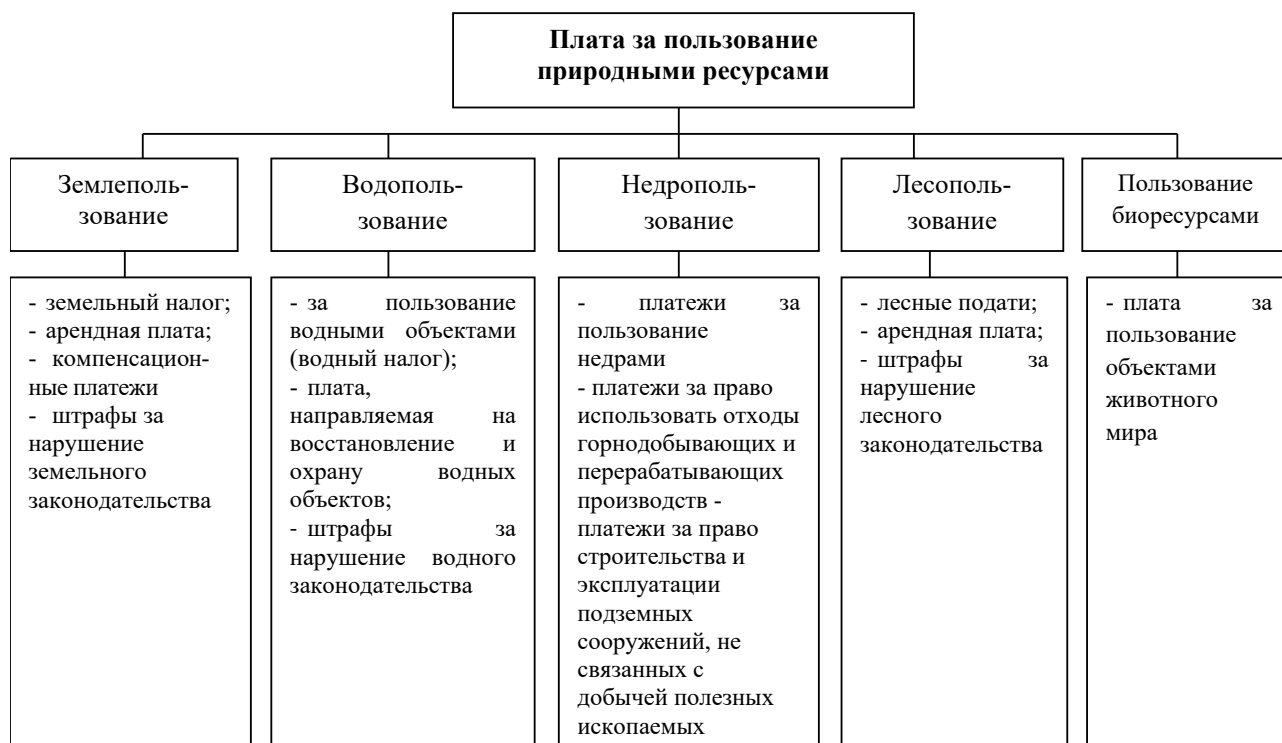 Плата за пользование
природными ресурсами
Землеполь-
зование
Водополь-
зование
Недрополь-
зование
Лесополь-
зование
Пользование
биоресурсами
- земельный налог;
- арендная плата;
- компенсацион-
ные платежи
- штрафы за
нарушение
земельного
законодательства
- за пользование
водными объектами
(водный налог);
- плата,
направляемая на
восстановление и
охрану водных
объектов;
- штрафы за
нарушение водного
законодательства
- платежи за
пользование
недрами
- платежи за право
использовать отходы
горнодобывающих и
перерабатывающих
производств -
платежи за право
строительства и
эксплуатации
подземных
сооружений, не
связанных с
добычей полезных
ископаемых
- лесные подати;
- арендная плата;
- штрафы за
нарушение
лесного
законодательства
- плата за
пользование
объектами
животного
мира